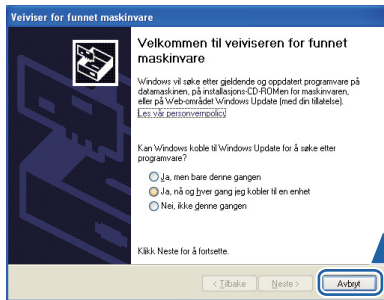 Veiviser for funnet maskinvare
Velkommen til veiviseren for funnet
maskinvare
Windows vil søke etter gjeldende og oppdatert programvare på
datamaskinen, på installasjons-CD-ROMen for maskinvaren,
eller på Web-området Windows Update (med din tillatelse).
Les vår personvernpolicy
Kan Windows koble til Windows Update for å søke etter
programvare?
Ja, men bare denne gangen
Ja, nå og hver gang jeg kobler til en enhet
Nei, ikke denne gangen
Klikk Neste for å fortsette.
< Tilbake Neste > Avbryt